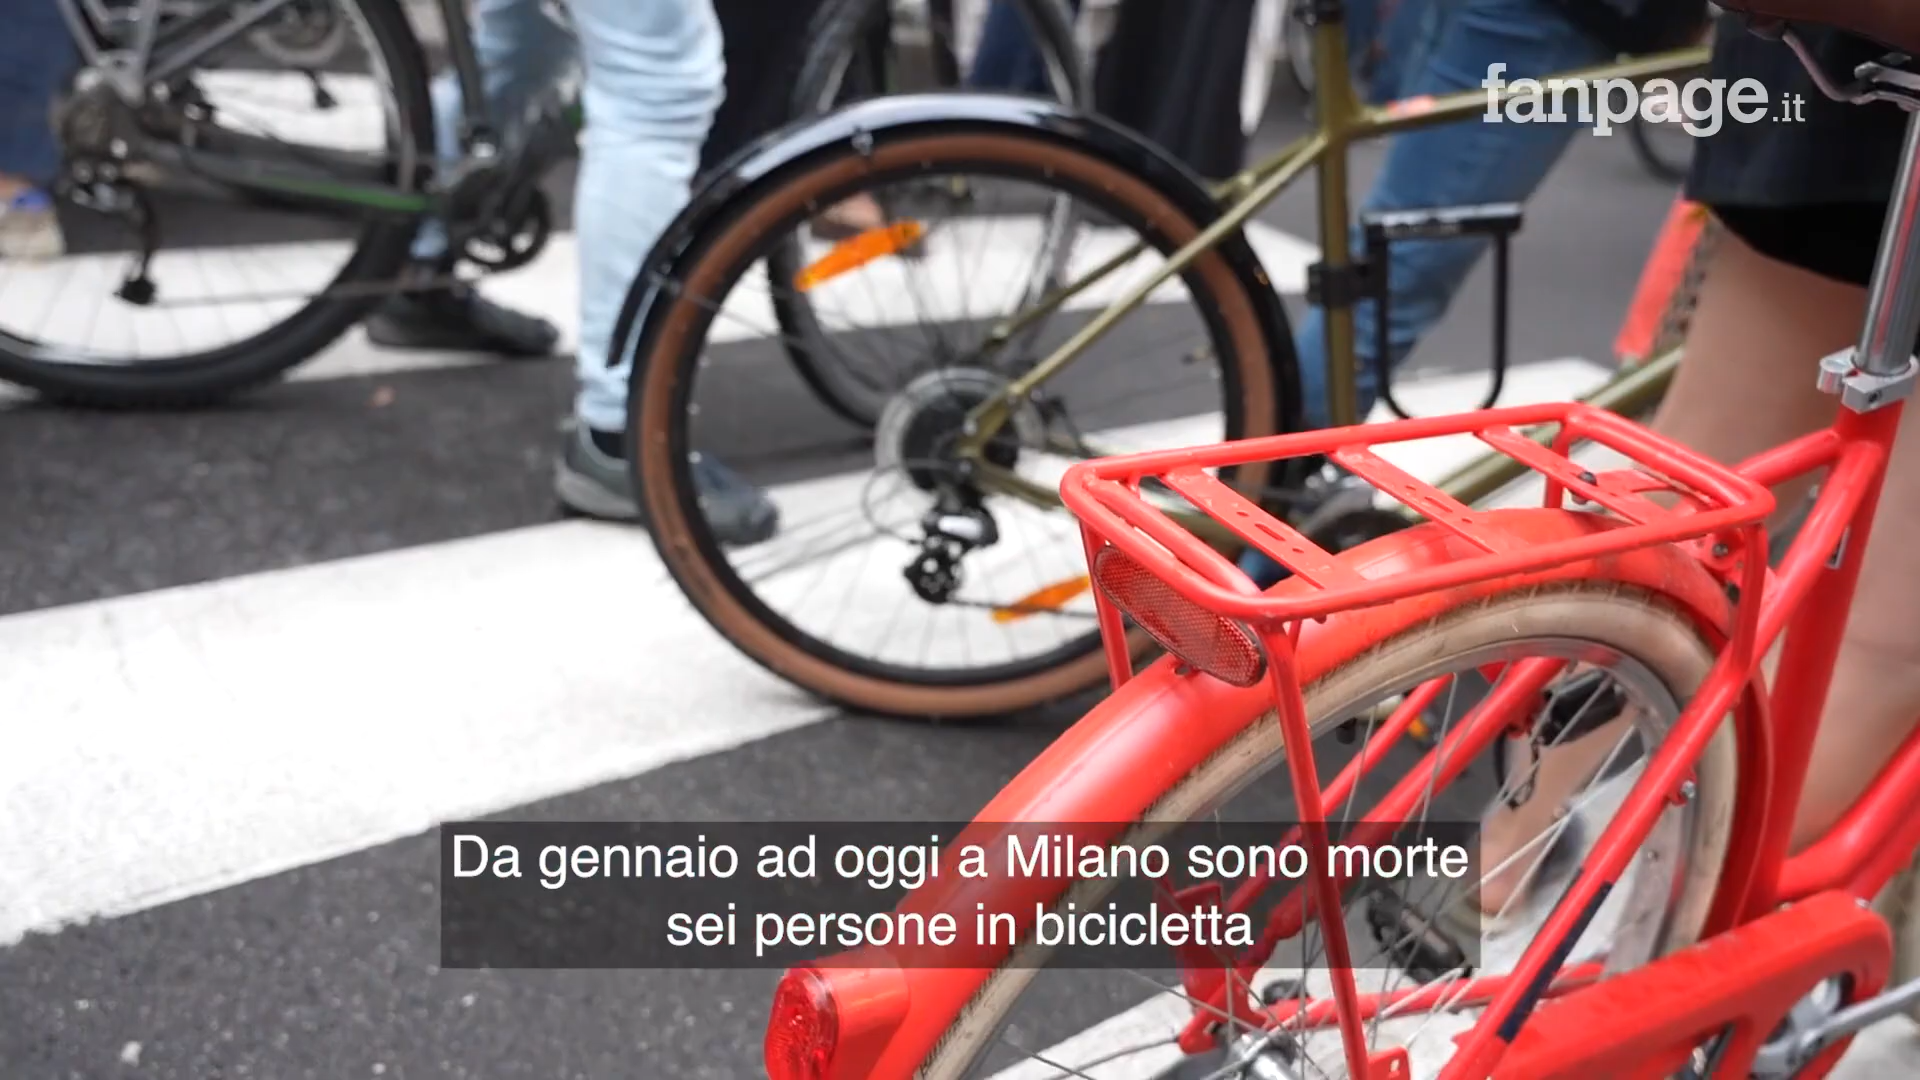 fanpage.it
Da gennaio ad oggi a Milano sono morte
sei persone in bicicletta